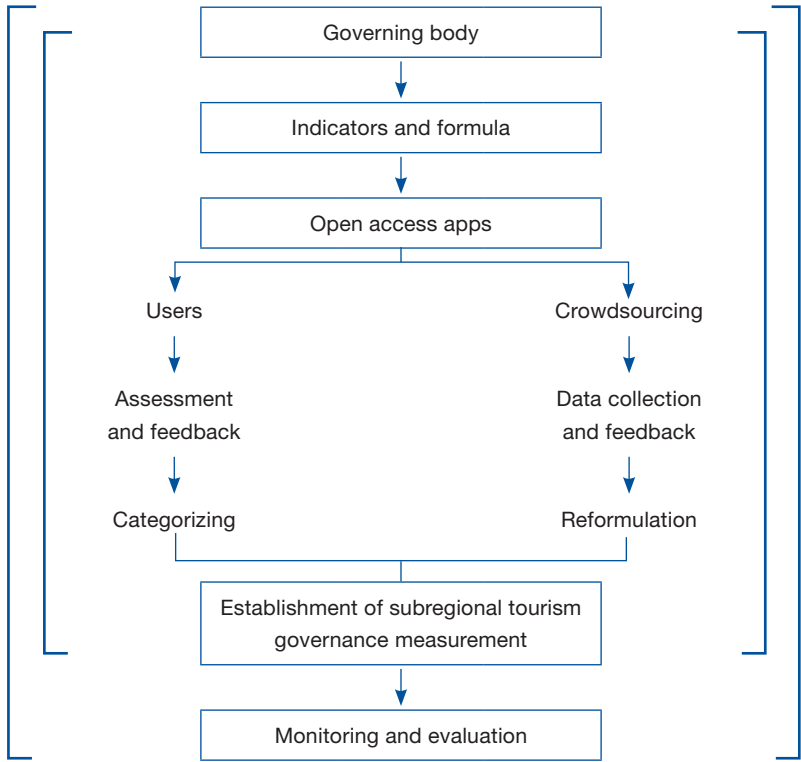 Governing body
Indicators and formula
Open access apps
Users
Crowdsourcing
Assessment
and feedback
Data collection
and feedback
Categorizing
Reformulation
Establishment of subregional tourism
governance measurement
Monitoring and evaluation